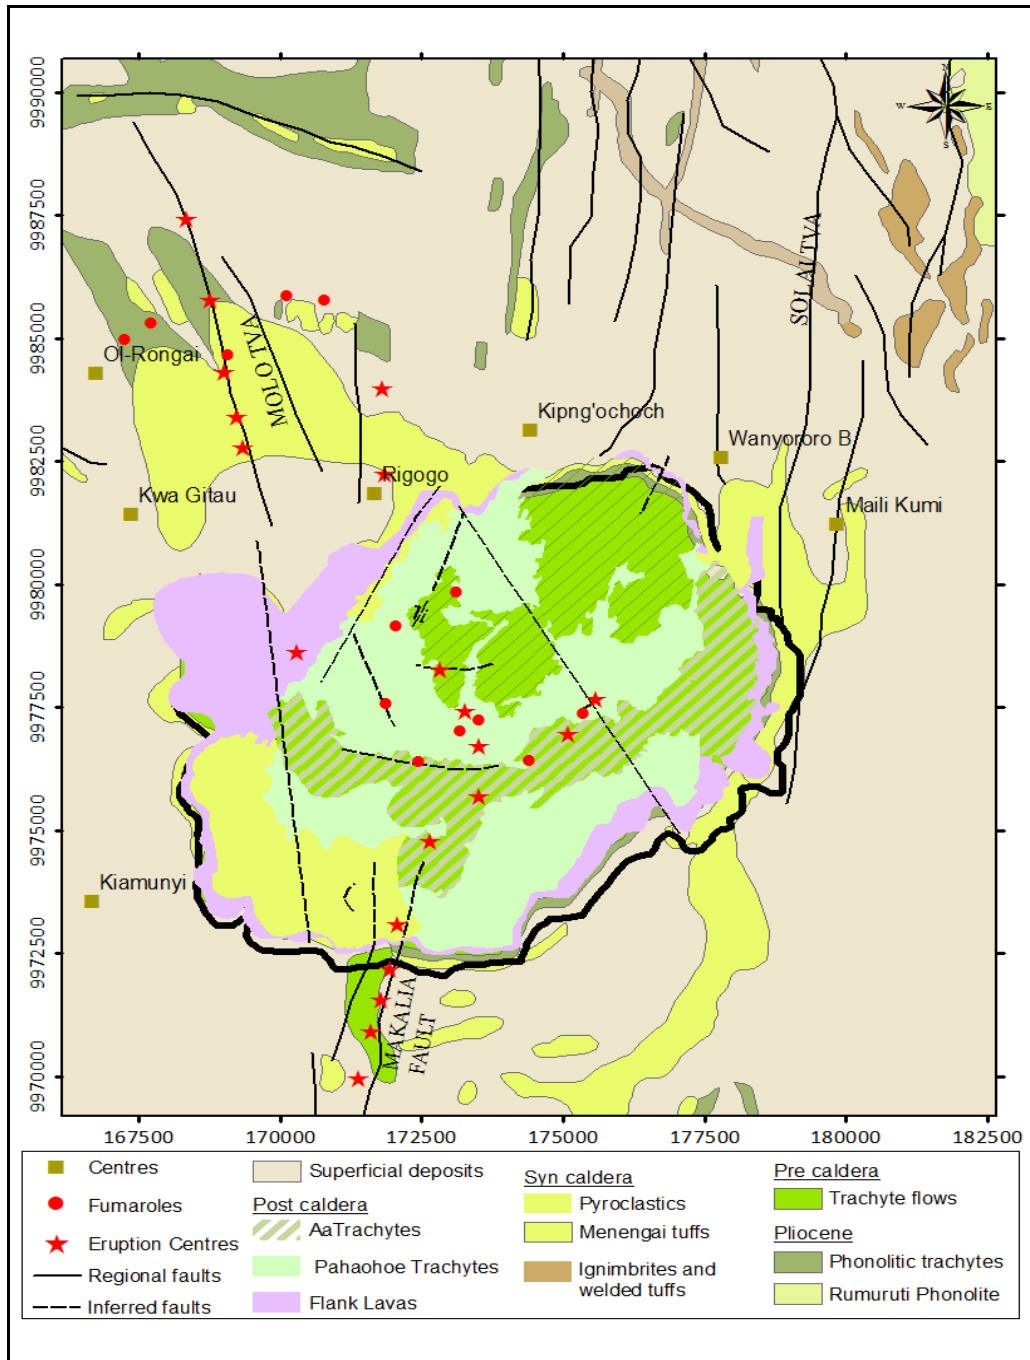 N
W E
S
9990000
9987500
9985000
9982500
9980000
9977500
9975000
9972500
9970000
SOLAI TVA
MOLO TVA
Ol-Rongai
Kipng'ochoch
Wanyororo B
Rigogo
Kwa Gitau
Maili Kumi
Kiamunyi
MAKALIA
FAULT
167500 170000 172500 175000 177500 180000 182500
Centres
Fumaroles
Eruption Centres
Regional faults
Inferred faults
Superficial deposits
Post caldera
AaTrachytes
Pahaohoe Trachytes
Flank Lavas
Syn caldera
Pyroclastics
Menengai tuffs
Ignimbrites and
welded tuffs
Pre caldera
Trachyte flows
Pliocene
Phonolitic trachytes
Rumuruti Phonolite